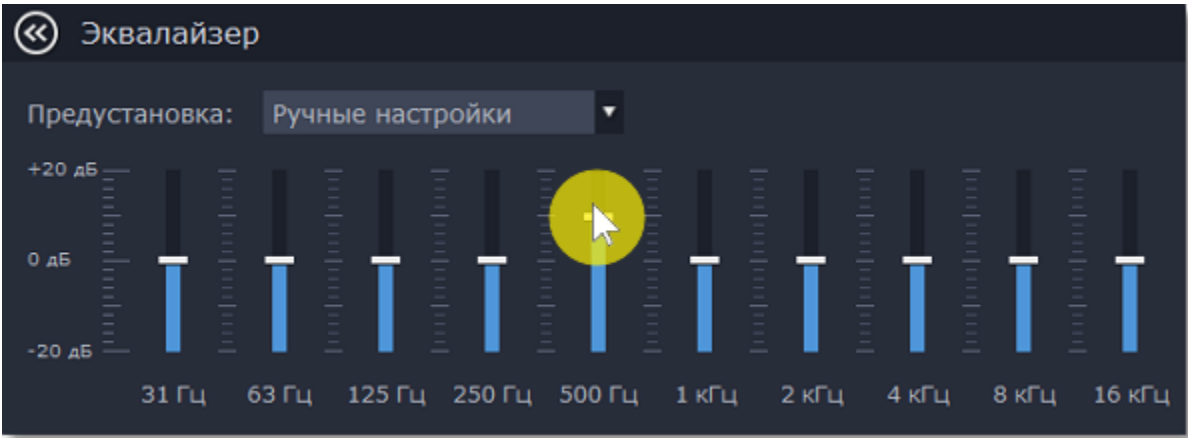 Эквалайзер
Предустановка: Ручные настройки
+20 дБ
0 дБ
-20 дБ
31 Гц 63 Гц 125 Гц 250 Гц 500 Гц 1 кГц 2 кГц 4 кГц 8 кГц 16 кГц